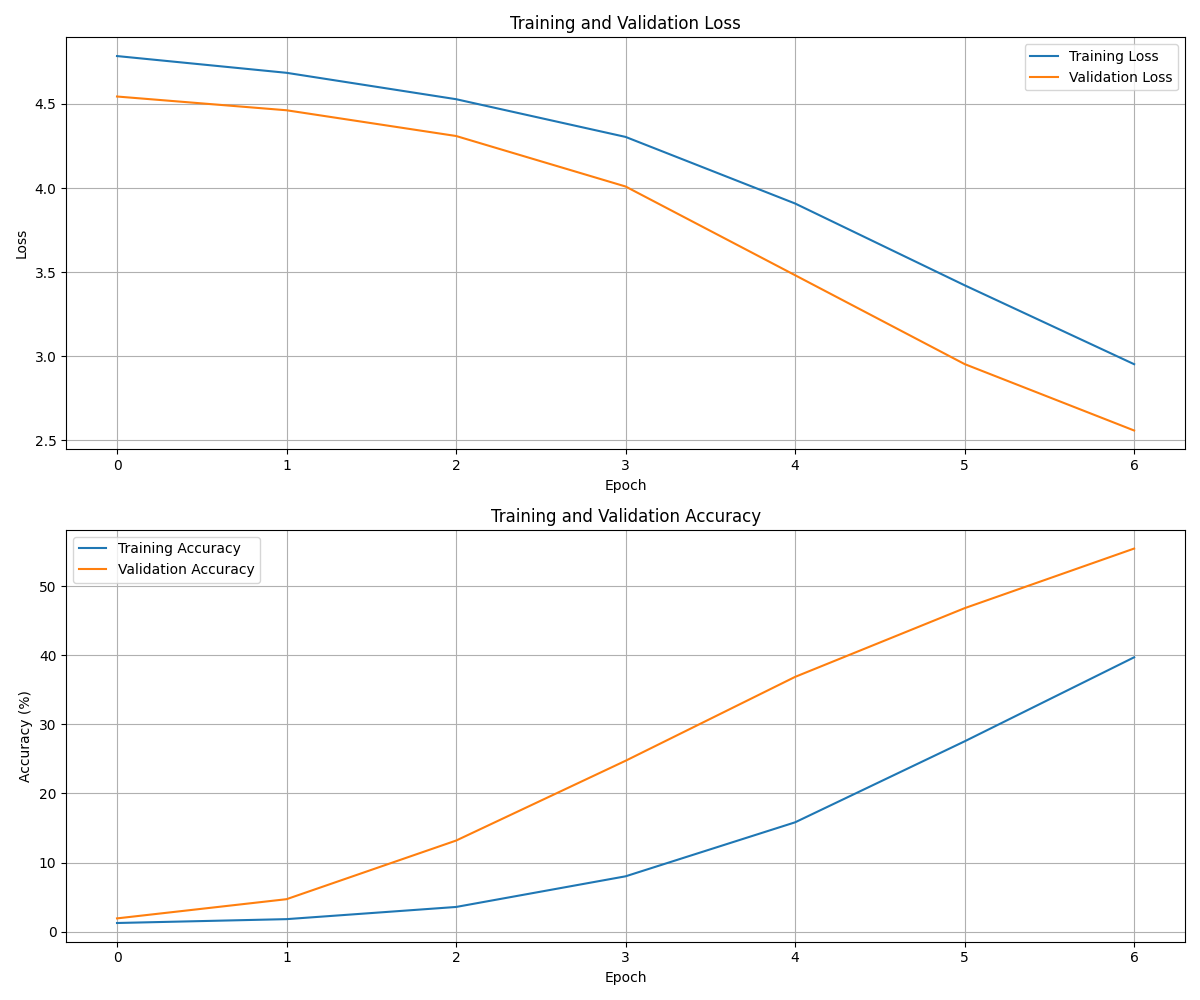 Training and Validation Loss
Training Loss
Validation Loss
4.5
4.0
3.5
3.0
2.5
Loss
0 1 2 3 4 5 6
Epoch
Training and Validation Accuracy
Training Accuracy
Validation Accuracy
50
40
30
20
10
0
Accuracy (%)
0 1 2 3 4 5 6
Epoch